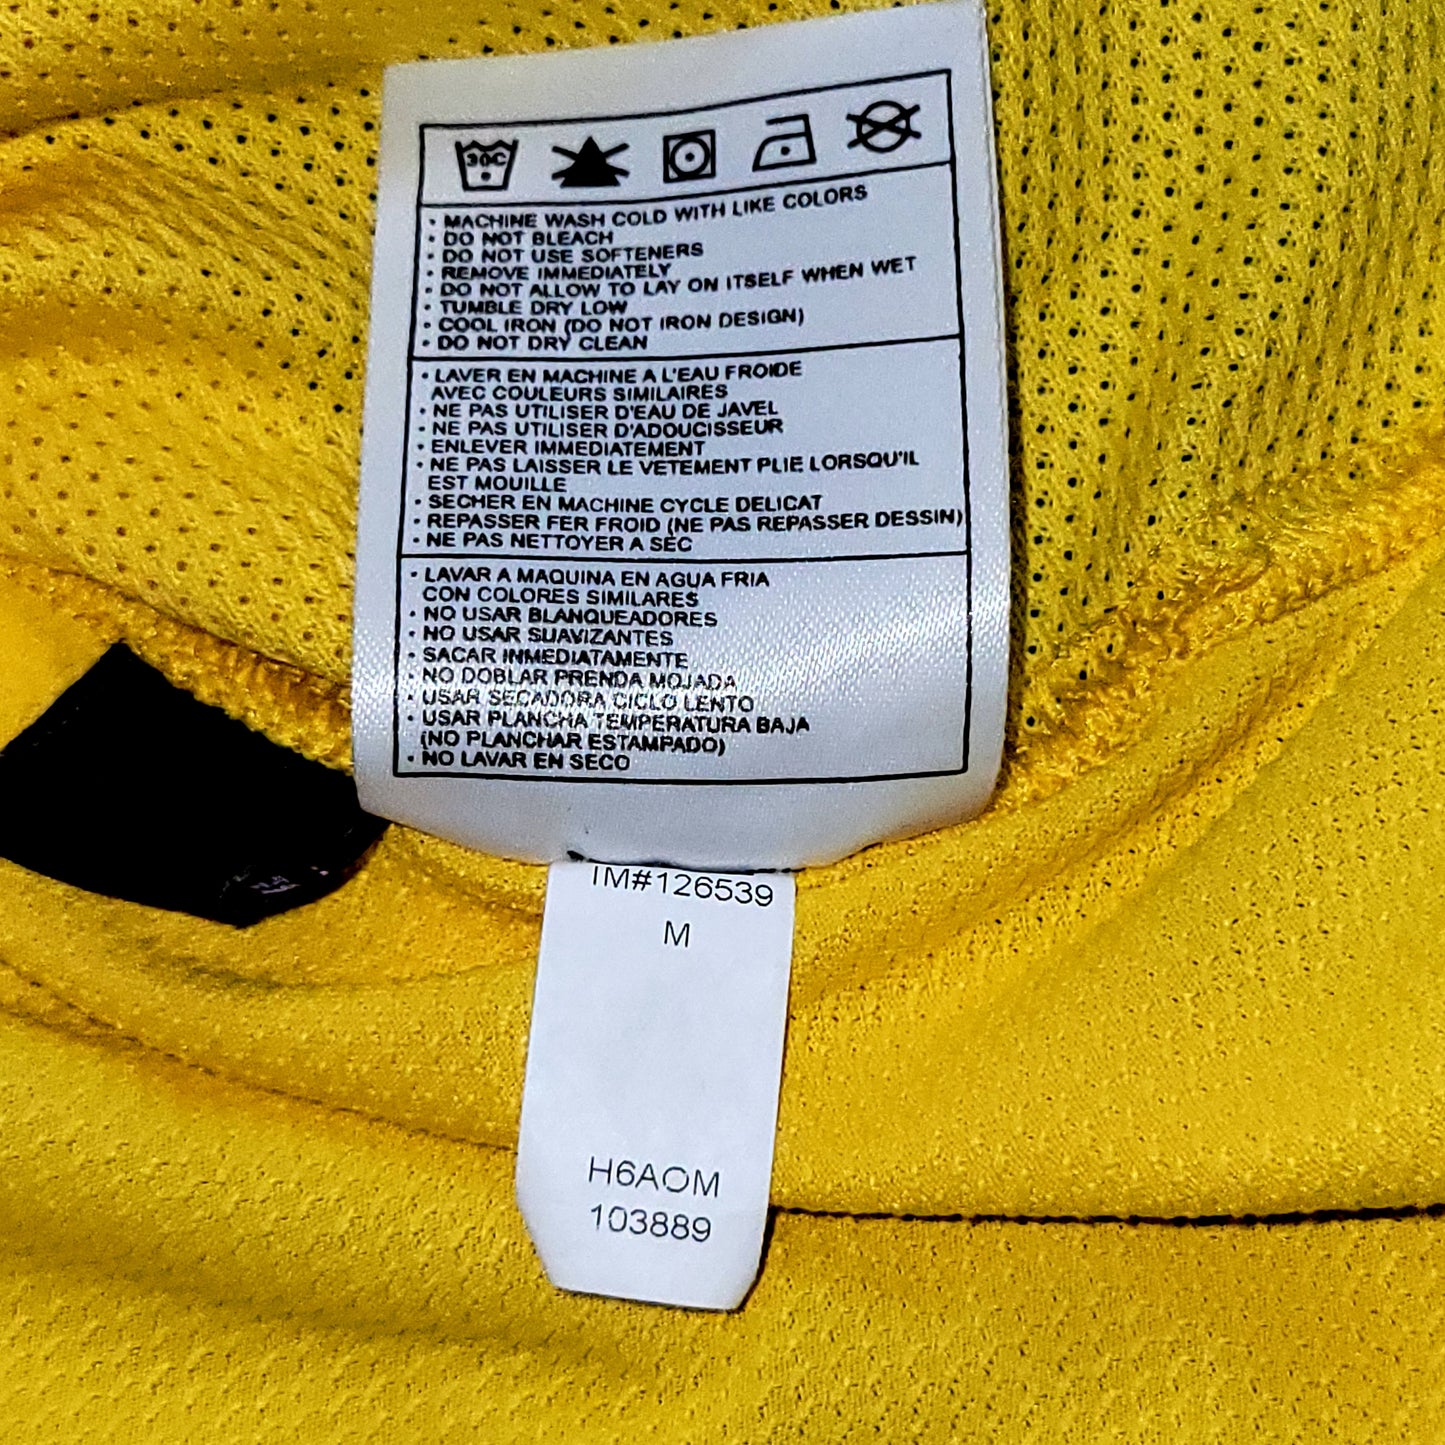 30C
• MACHINE WASH COLD WITH LIKE COLORS
• DO NOT BLEACH
• DO NOT USE SOFTENERS
• REMOVE IMMEDIATELY
• DO NOT ALLOW TO LAY ON ITSELF WHEN WET
• TUMBLE DRY LOW
• COOL IRON (DO NOT IRON DESIGN)
• DO NOT DRY CLEAN
• LAVER EN MACHINE A L'EAU FROIDE
AVEC COULEURS SIMILAIRES
• NE PAS UTILISER D'EAU DE JAVEL
• NE PAS UTILISER D'ADOUCISSEUR
• ENLEVER IMMEDIATEMENT
• NE PAS LAISSER LE VETEMENT PLIE LORSQU'IL
EST MOUILLE
• SECHER EN MACHINE CYCLE DELICAT
• REPASSER FER FROID (NE PAS REPASSER DESSIN)
• NE PAS NETTOYER A SEC
• LAVAR A MAQUINA EN AGUA FRIA
CON COLORES SIMILARES
• NO USAR BLANQUEADORES
• NO USAR SUAVIZANTES
• SACAR INMEDIATAMENTE
• NO DOBLAR PRENDA MOJADA
• USAR SECADORA CICLO LENTO
• USAR PLANCHA TEMPERATURA BAJA
(NO PLANCHAR ESTAMPADO)
• NO LAVAR EN SECO
IM#126539
M
H6AOM
103889